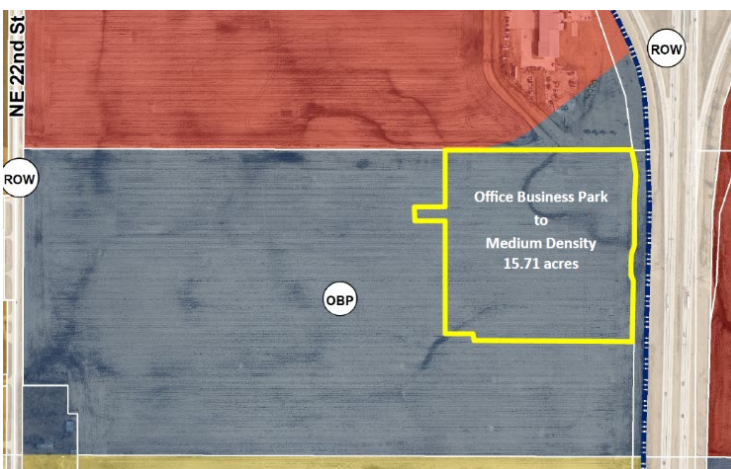 NE 22nd St
ROW
ROW
Office Business Park
to
Medium Density
15.71 acres
OBP